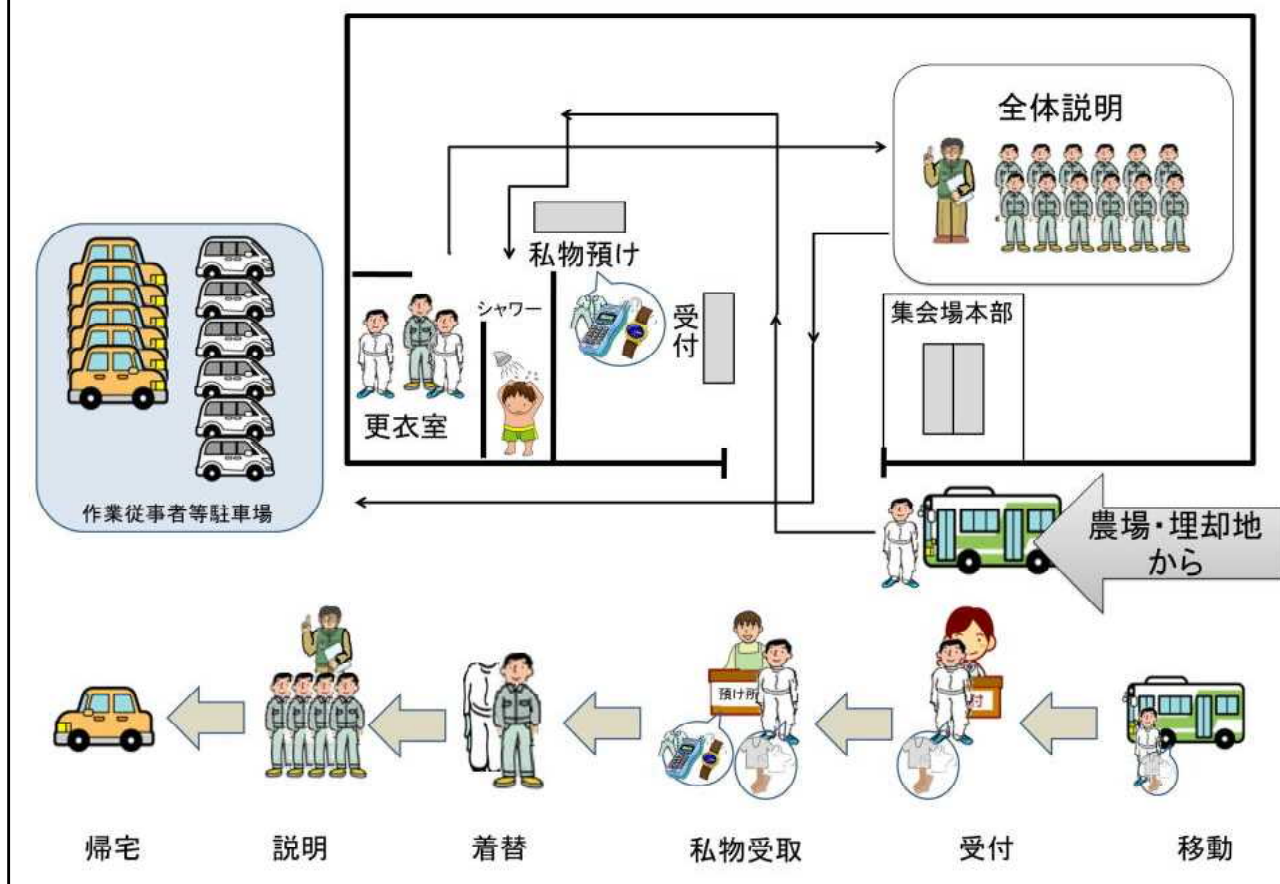 全体説明
私物預け
シャワー
受付
集会場本部
更衣室
作業従事者等駐車場
農場・埋却地
から
預け所
付
帰宅
説明
着替
私物受取
受付
移動